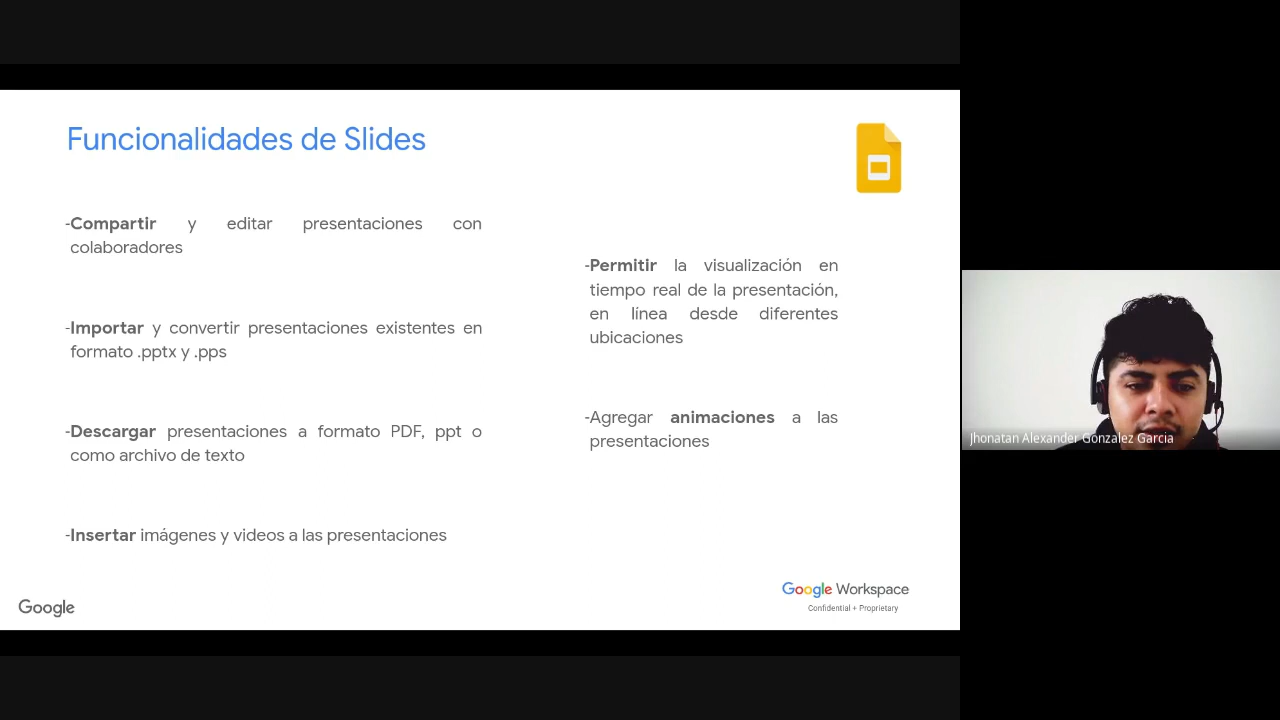 Funcionalidades de Slides
-Compartir y editar presentaciones con
colaboradores
-Importar y convertir presentaciones existentes en
formato .pptx y .pps
-Descargar presentaciones a formato PDF, ppt o
como archivo de texto
-Insertar imágenes y videos a las presentaciones
-Permitir la visualización en
tiempo real de la presentación,
en línea desde diferentes
ubicaciones
-Agregar animaciones a las
presentaciones
Google
Google Workspace
Confidential + Proprietary
Jhonatan Alexander Gonzalez Garcia